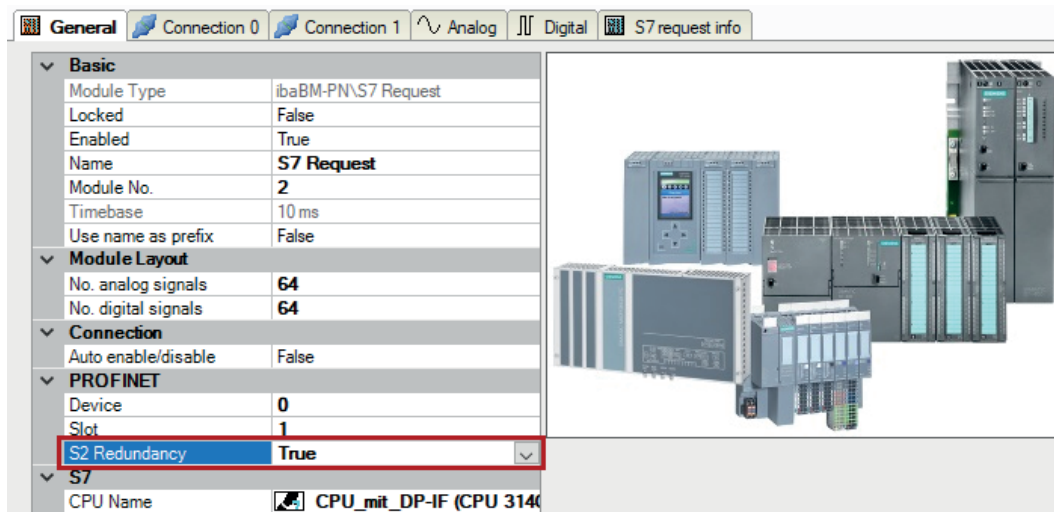 General Connection 0 Connection 1 Analog Digital S7 request info
Basic
Module Type ibaBM-PN\S7 Request
Locked False
Enabled True
Name S7 Request
Module No. 2
Timebase 10 ms
Use name as prefix False
Module Layout
No. analog signals 64
No. digital signals 64
Connection
Auto enable/disable False
PROFINET
Device 0
Slot 1
S2 Redundancy True
S7
CPU Name CPU_mit_DP-IF (CPU 314C